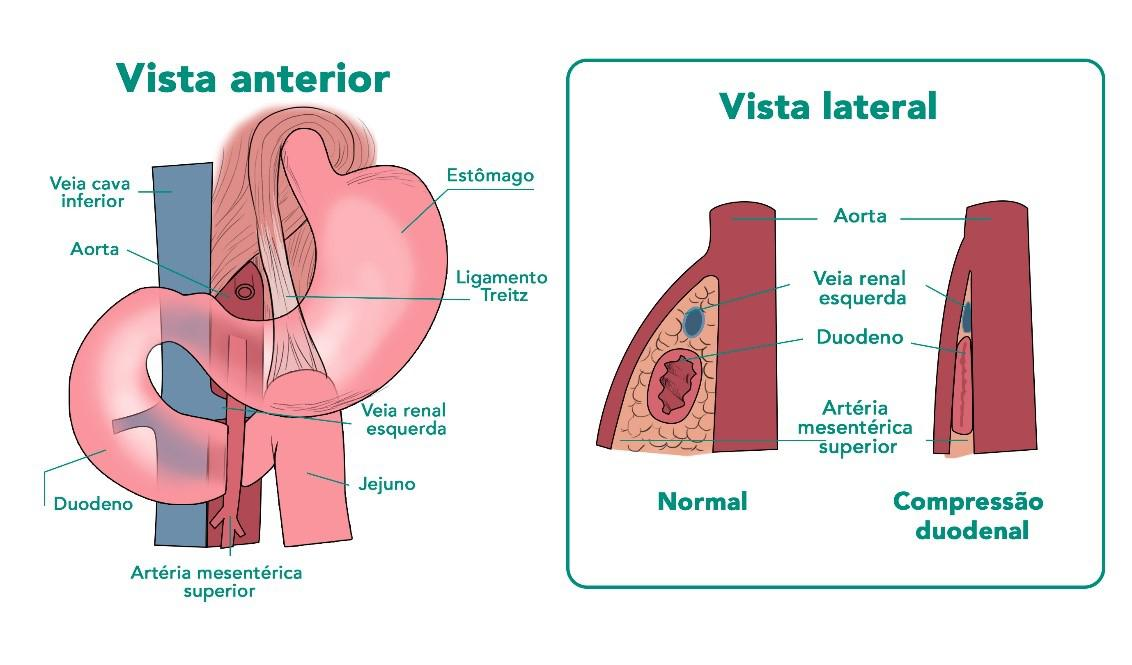 Vista anterior
Veia cava
inferior
Aorta
Estômago
Ligamento
Treitz
Veia renal
esquerda
Jejuno
Duodeno
Artéria mesentérica
superior
Vista lateral
Aorta
Veia renal
esquerda
Duodeno
Artéria
mesentérica
superior
Normal
Compressão
duodenal